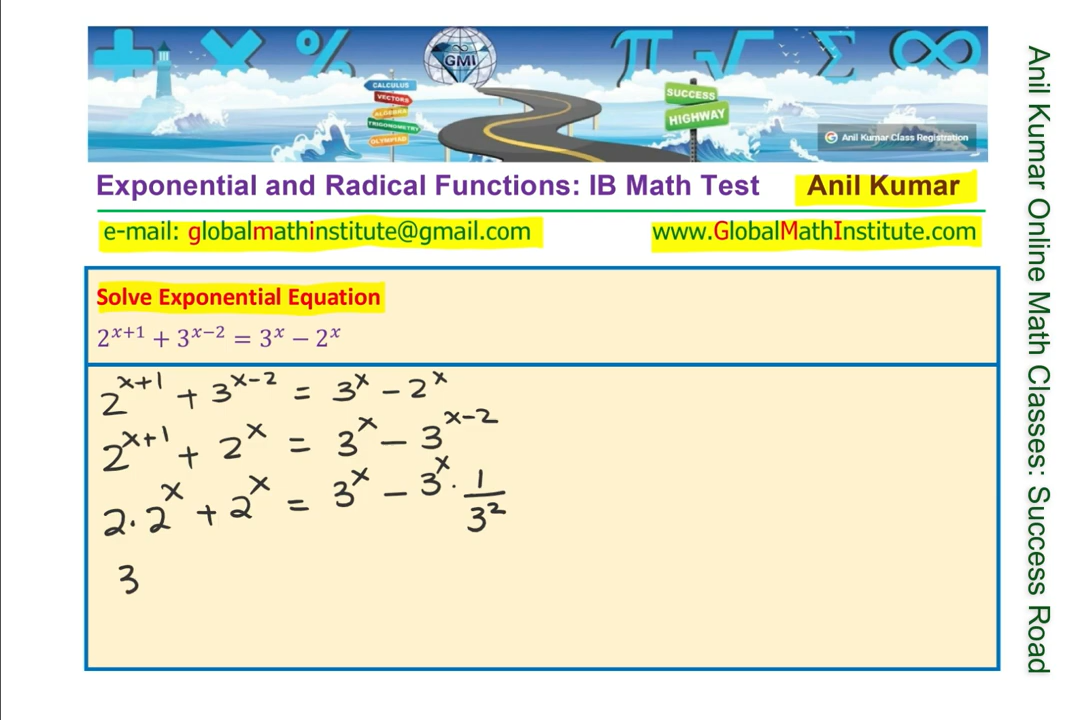 GMI
CALCULUS
VECTORS
ALGEBRA
TRIGONOMETRY
OLYMPIAD
SUCCESS
HIGHWAY
+ × % π √ Σ ∞
G Anil Kumar Class Registration
Exponential and Radical Functions: IB Math Test Anil Kumar
e-mail: globalmathinstitute@gmail.com www.GlobalMathInstitute.com
Solve Exponential Equation
2^{x+1} + 3^{x−2} = 3^x − 2^x
2^{x+1} + 3^{x−2} = 3^x − 2^x
2^{x+1} + 2^x = 3^x − 3^{x−2}
2·2^x + 2^x = 3^x − 3^x · 1/3^2
3
Anil Kumar Online Math Classes: Success Road